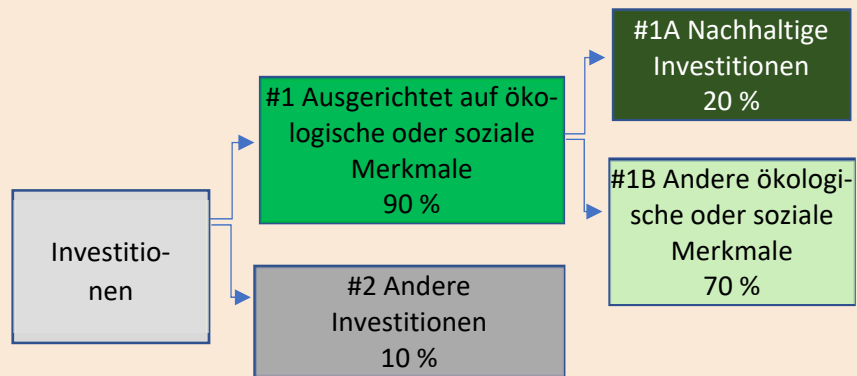 Investitio-
nen
#1 Ausgerichtet auf öko-
logische oder soziale
Merkmale
90 %
#2 Andere
Investitionen
10 %
#1A Nachhaltige
Investitionen
20 %
#1B Andere ökologi-
sche oder soziale
Merkmale
70 %